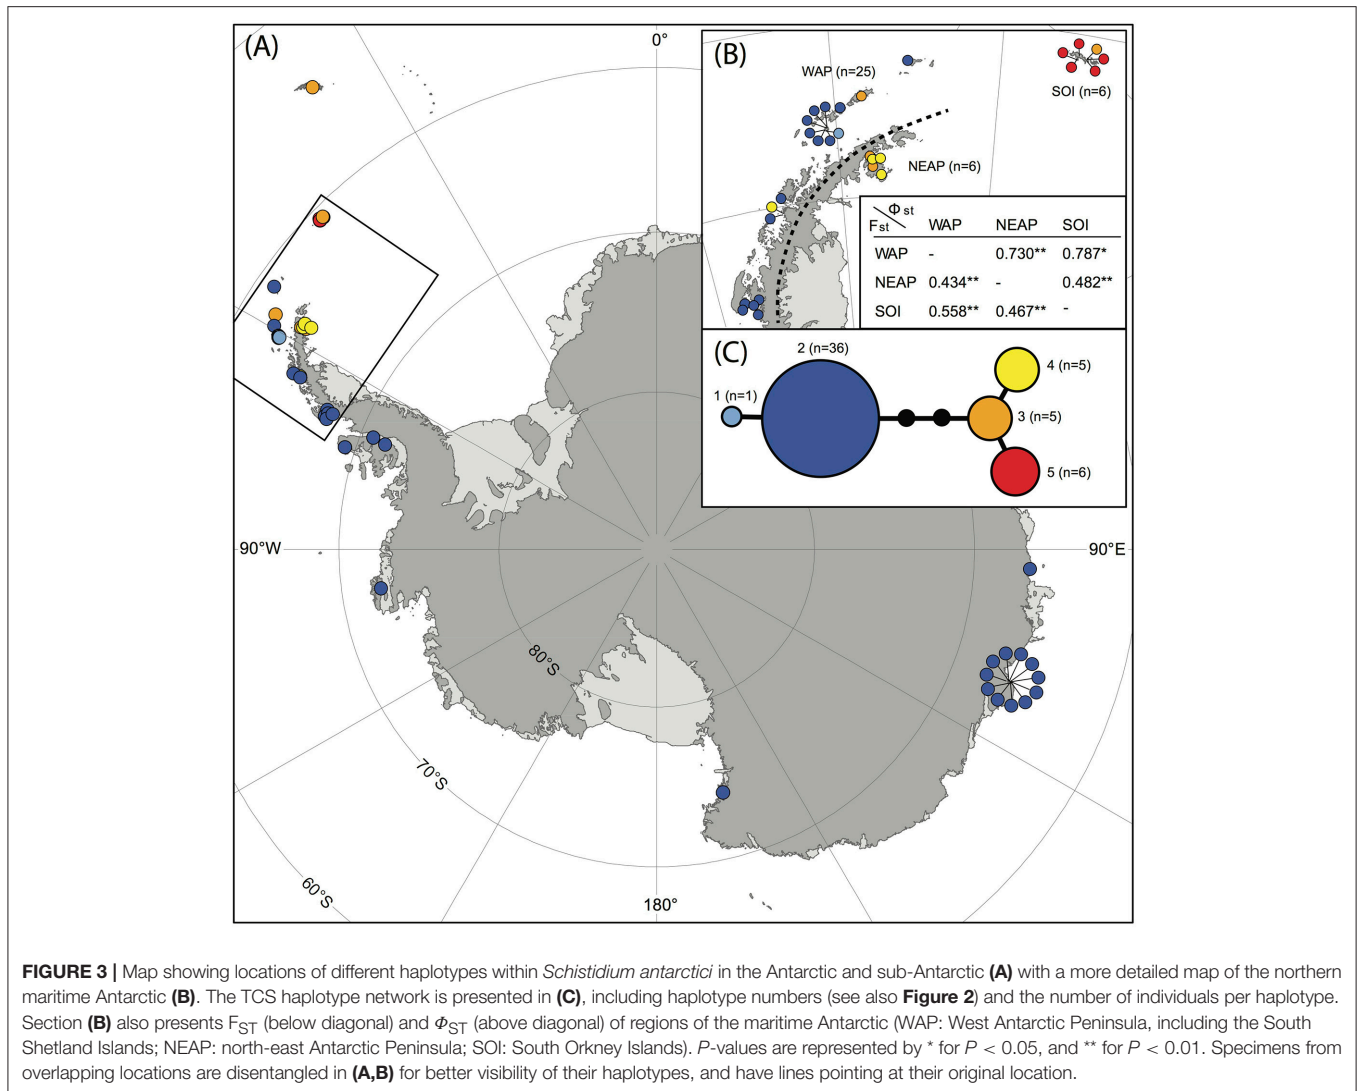 (A)
0°
90°W
90°E
80°S
70°S
60°S
180°
(B)
WAP (n=25)
SOI (n=6)
NEAP (n=6)
Φst
Fst WAP NEAP SOI
WAP - 0.730** 0.787*
NEAP 0.434** - 0.482**
SOI 0.558** 0.467** -
(C)
2 (n=36)
1 (n=1)
4 (n=5)
3 (n=5)
5 (n=6)
FIGURE 3 | Map showing locations of different haplotypes within Schistidium antarctici in the Antarctic and sub-Antarctic (A) with a more detailed map of the northern
maritime Antarctic (B). The TCS haplotype network is presented in (C), including haplotype numbers (see also Figure 2) and the number of individuals per haplotype.
Section (B) also presents FST (below diagonal) and ΦST (above diagonal) of regions of the maritime Antarctic (WAP: West Antarctic Peninsula, including the South
Shetland Islands; NEAP: north-east Antarctic Peninsula; SOI: South Orkney Islands). P-values are represented by * for P < 0.05, and ** for P < 0.01. Specimens from
overlapping locations are disentangled in (A,B) for better visibility of their haplotypes, and have lines pointing at their original location.